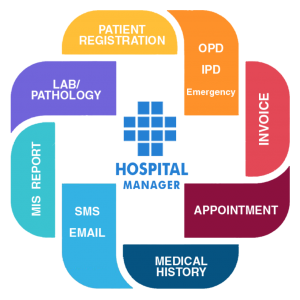 PATIENT
REGISTRATION
OPD
IPD
Emergency
LAB/
PATHOLOGY
INVOICE
HOSPITAL
MANAGER
MIS REPORT
APPOINTMENT
SMS
EMAIL
MEDICAL
HISTORY